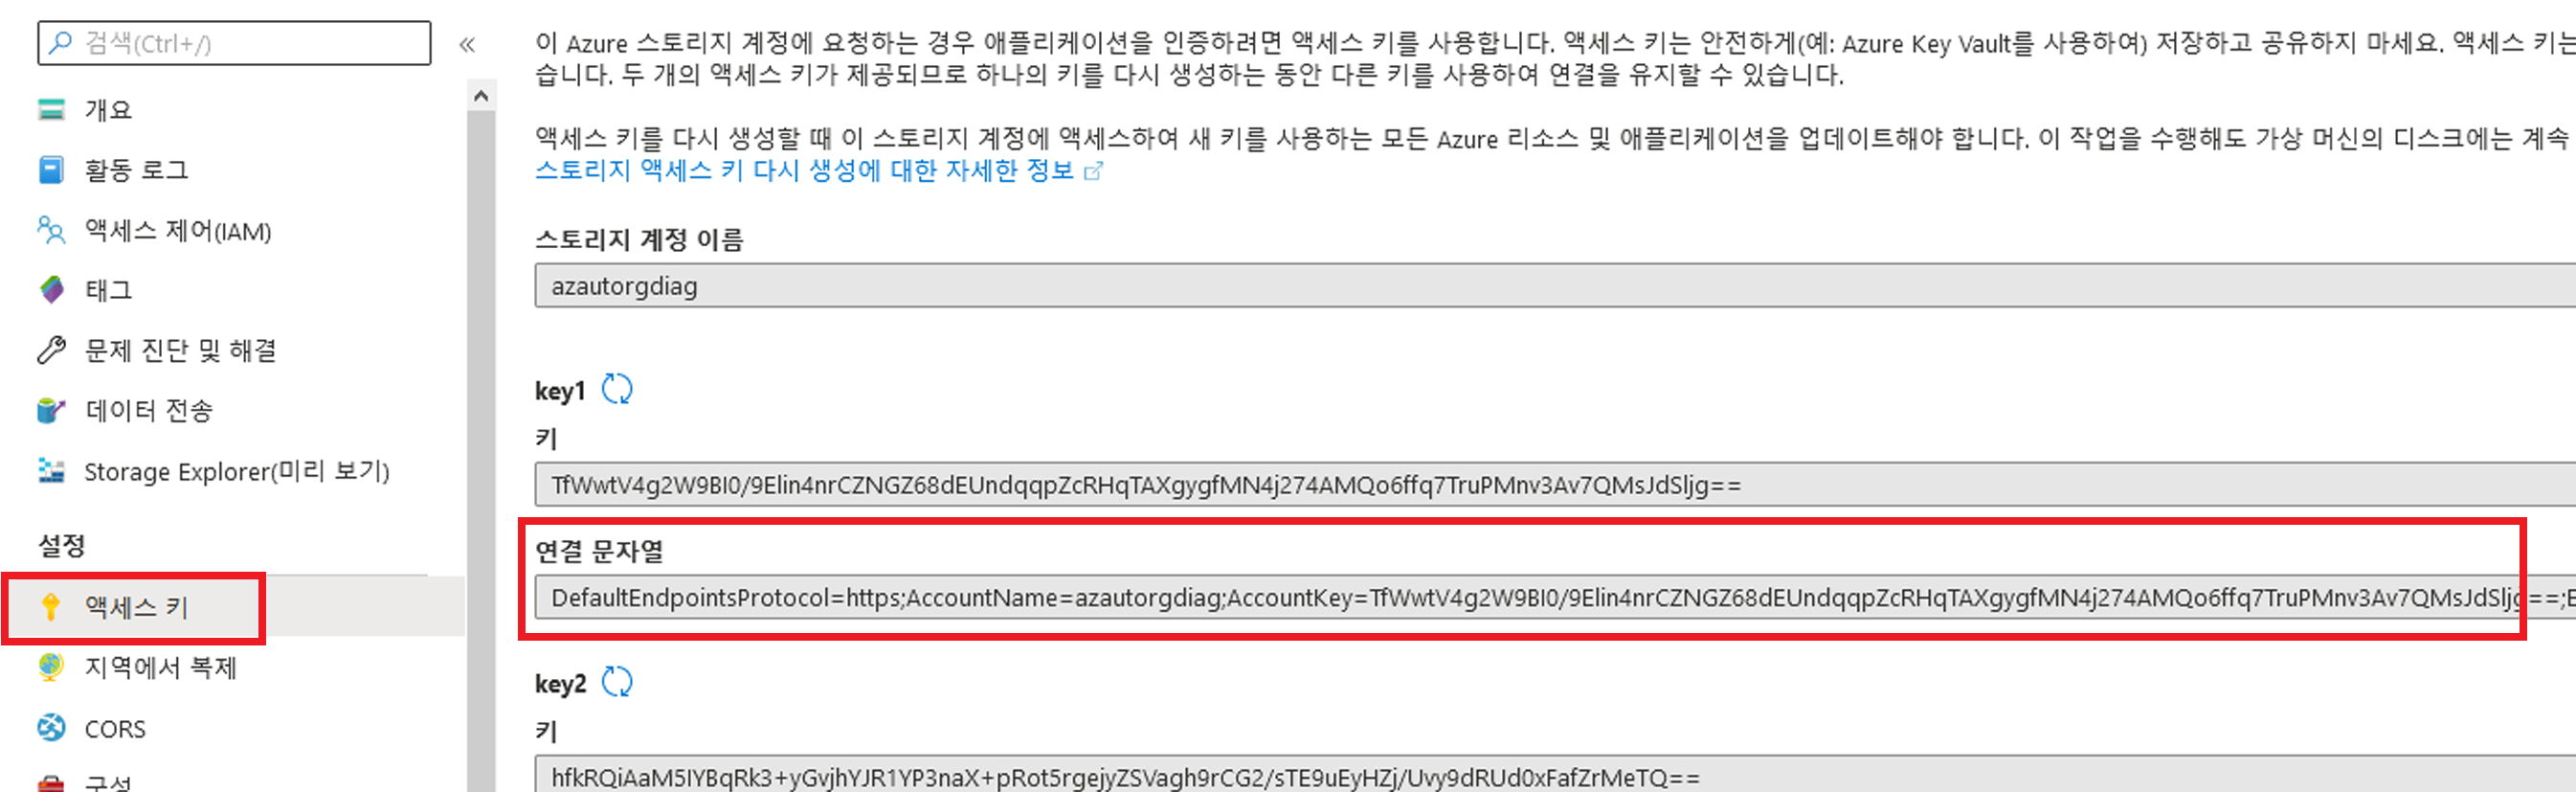 검색(Ctrl+/)
개요
활동 로그
액세스 제어(IAM)
태그
문제 진단 및 해결
데이터 전송
Storage Explorer(미리 보기)
설정
액세스 키
지역에서 복제
CORS
구성
이 Azure 스토리지 계정에 요청하는 경우 애플리케이션을 인증하려면 액세스 키를 사용합니다. 액세스 키는 안전하게(예: Azure Key Vault를 사용하여) 저장하고 공유하지 마세요. 액세스 키는
습니다. 두 개의 액세스 키가 제공되므로 하나의 키를 다시 생성하는 동안 다른 키를 사용하여 연결을 유지할 수 있습니다.
액세스 키를 다시 생성할 때 이 스토리지 계정에 액세스하여 새 키를 사용하는 모든 Azure 리소스 및 애플리케이션을 업데이트해야 합니다. 이 작업을 수행해도 가상 머신의 디스크에는 계속
스토리지 액세스 키 다시 생성에 대한 자세한 정보
스토리지 계정 이름
azautorgdiag
key1
키
연결 문자열
DefaultEndpointsProtocol=https;AccountName=azautorgdiag;AccountKey=
key2
키